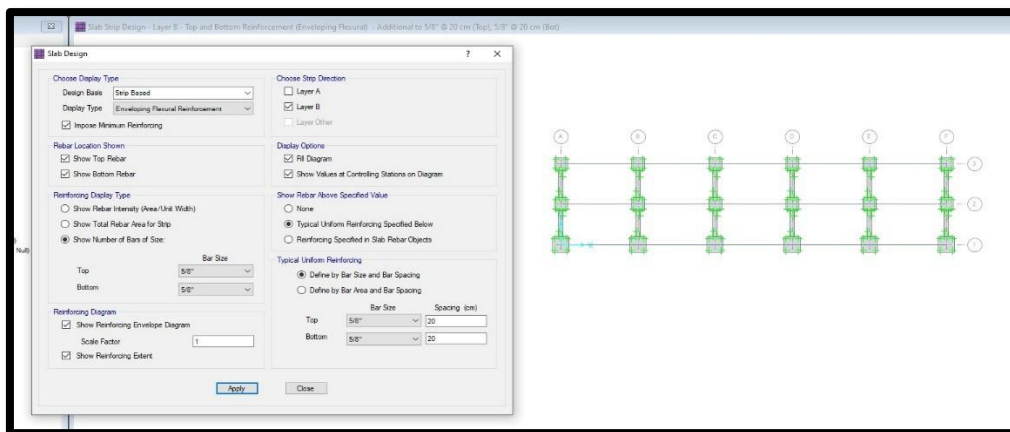 Slab Strip Design - Layer B - Top and Bottom Reinforcement (Enveloping Flexural) - Additional to 5/8" @ 20 cm (Top), 5/8" @ 20 cm (Bot)
Slab Design
? ×
Choose Display Type
Design Basis Strip Based
Display Type Enveloping Flexural Reinforcement
Impose Minimum Reinforcing
Choose Strip Direction
Layer A
Layer B
Layer Other
Rebar Location Shown
Show Top Rebar
Show Bottom Rebar
Display Options
Fill Diagram
Show Values at Controlling Stations on Diagram
Reinforcing Display Type
Show Rebar Intensity (Area/Unit Width)
Show Total Rebar Area for Strip
Show Number of Bars of Size:
Bar Size
Top 5/8"
Bottom 5/8"
Show Rebar Above Specified Value
None
Typical Uniform Reinforcing Specified Below
Reinforcing Specified in Slab Rebar Objects
Typical Uniform Reinforcing
Define by Bar Size and Bar Spacing
Define by Bar Area and Bar Spacing
Bar Size Spacing (cm)
Top 5/8" 20
Bottom 5/8" 20
Reinforcing Diagram
Show Reinforcing Envelope Diagram
Scale Factor 1
Show Reinforcing Extent
Apply Close
Null)
A B C D E F
3
2
1